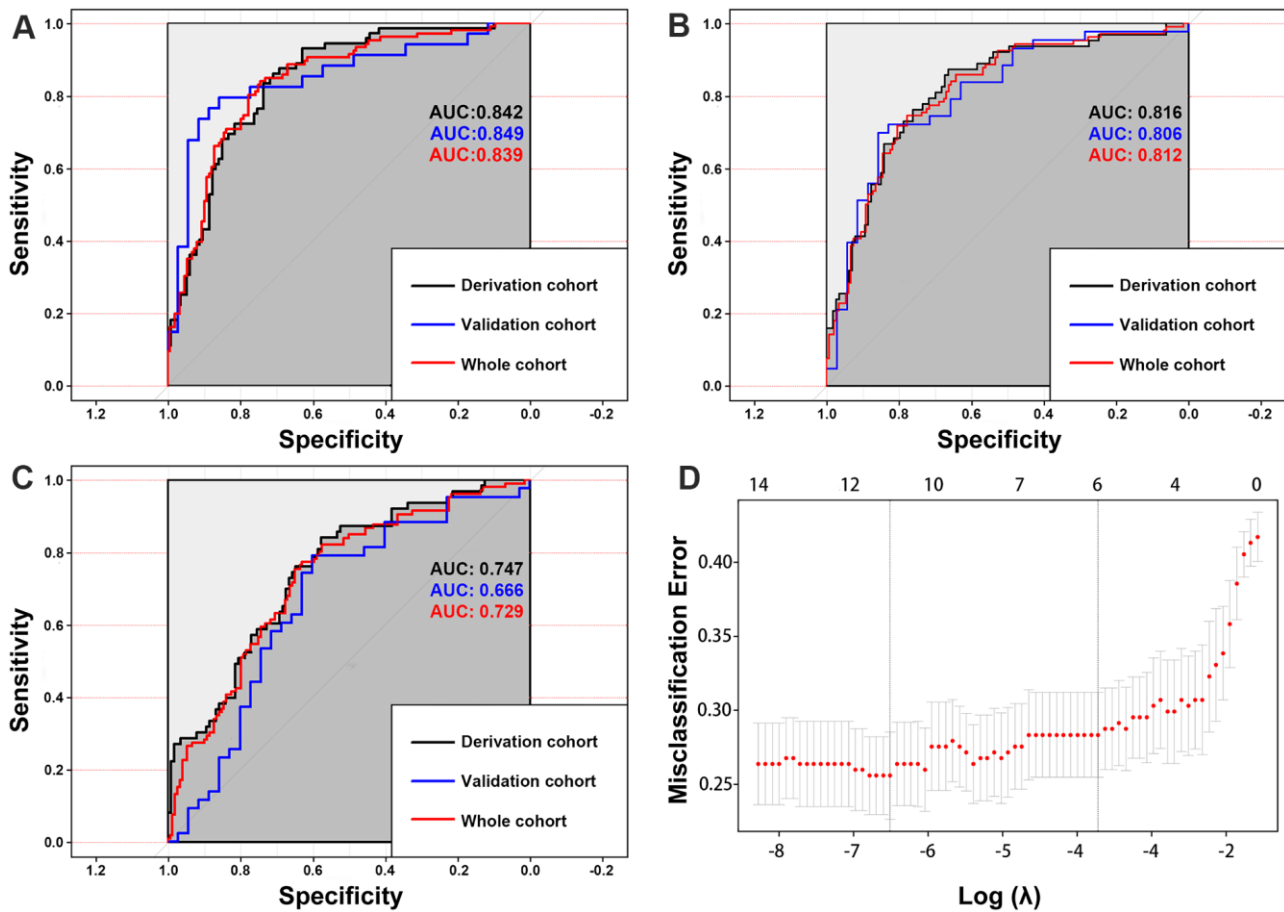 A
1.0
0.8
0.6
0.4
0.2
0.0
Sensitivity
AUC:0.842
AUC:0.849
AUC:0.839
Derivation cohort
Validation cohort
Whole cohort
1.2 1.0 0.8 0.6 0.4 0.2 0.0 -0.2
Specificity
B
1.0
0.8
0.6
0.4
0.2
0.0
Sensitivity
AUC: 0.816
AUC: 0.806
AUC: 0.812
Derivation cohort
Validation cohort
Whole cohort
1.2 1.0 0.8 0.6 0.4 0.2 0.0 -0.2
Specificity
C
1.0
0.8
0.6
0.4
0.2
0.0
Sensitivity
AUC: 0.747
AUC: 0.666
AUC: 0.729
Derivation cohort
Validation cohort
Whole cohort
1.2 1.0 0.8 0.6 0.4 0.2 0.0 -0.2
Specificity
D
14 12 10 7 6 4 0
0.40
0.35
0.30
0.25
Misclassification Error
-8 -7 -6 -5 -4 -4 -2
Log (λ)